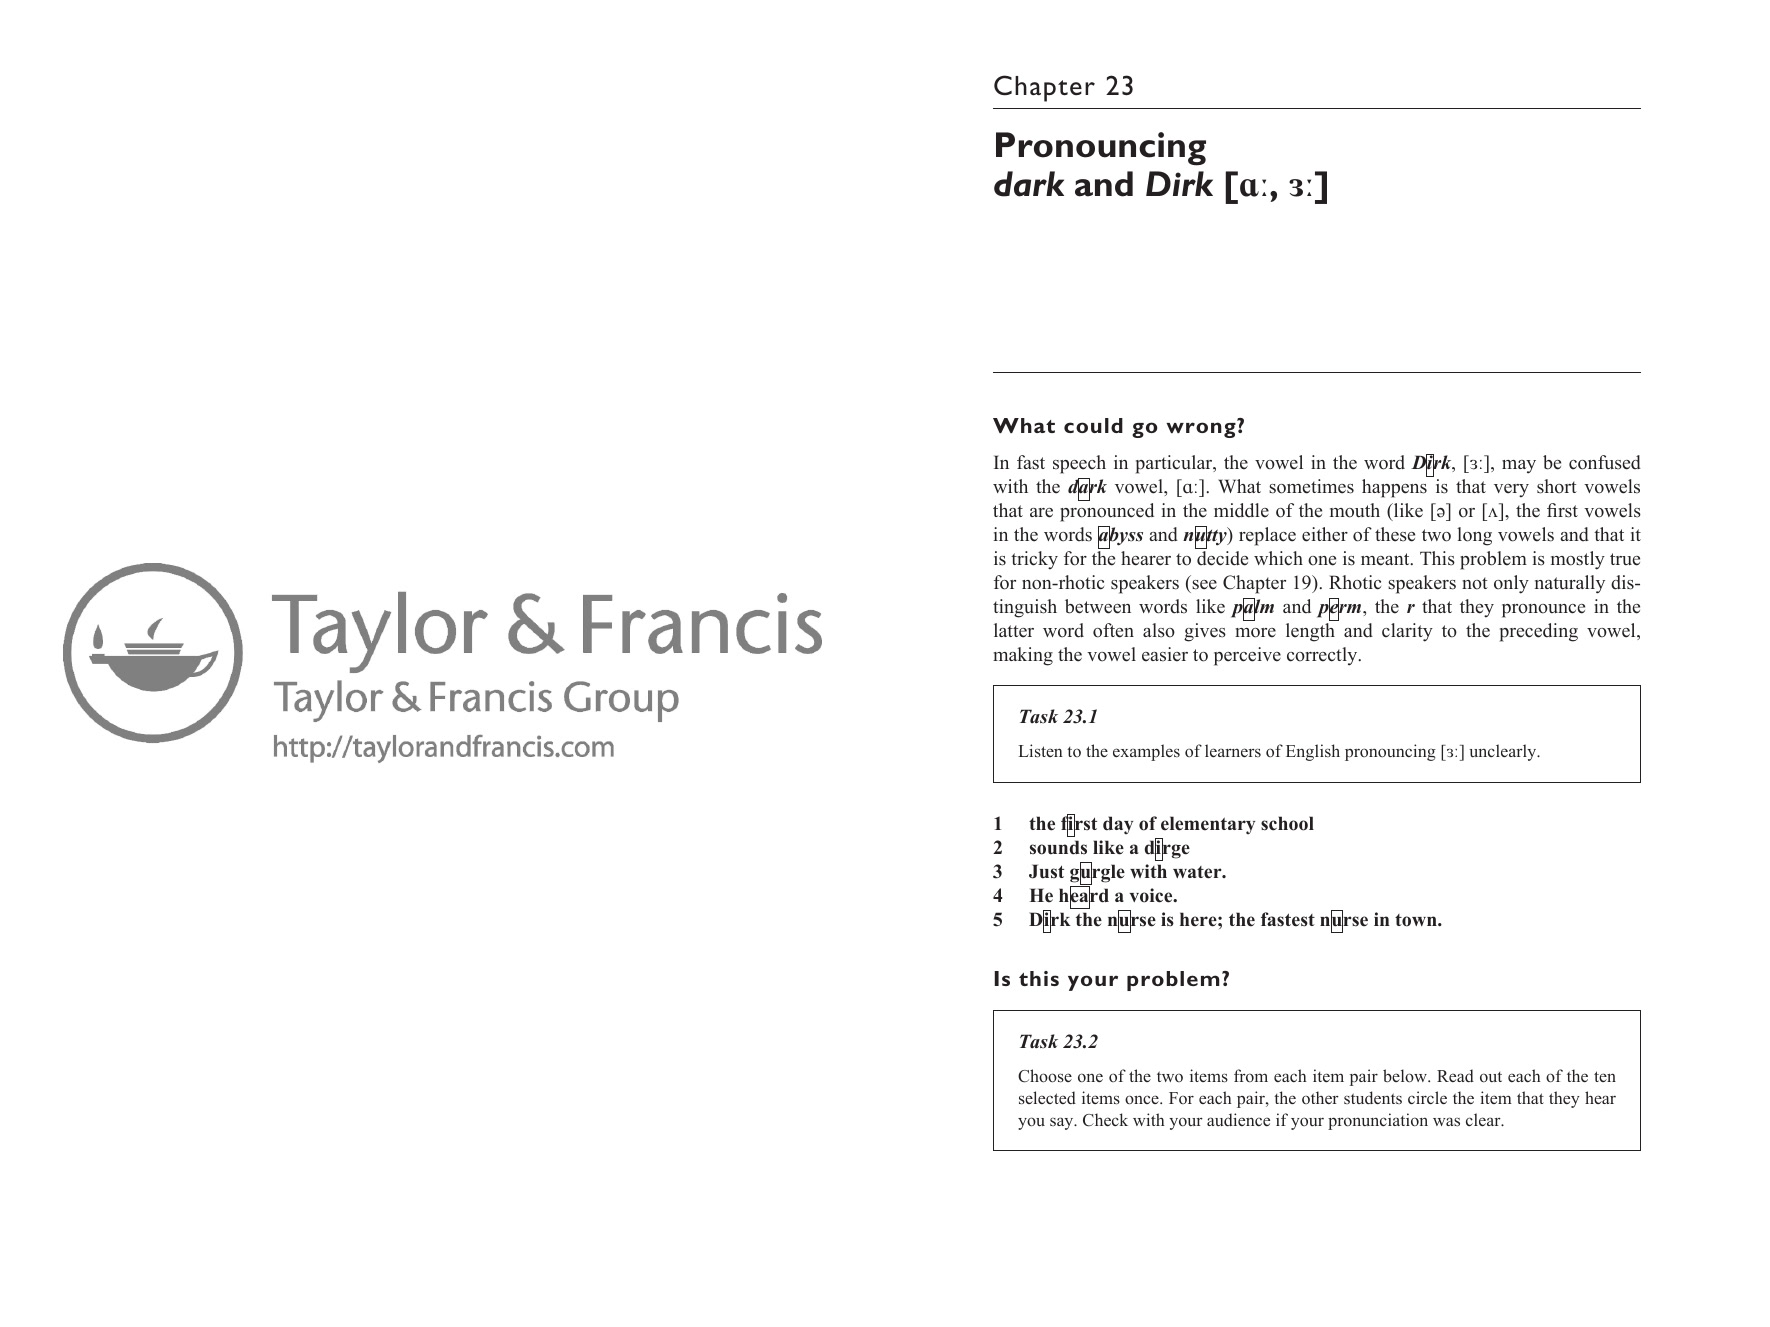 Taylor & Francis
Taylor & Francis Group
http://taylorandfrancis.com
Chapter 23
Pronouncing
dark and Dirk [ɑː, ɜː]
What could go wrong?
In fast speech in particular, the vowel in the word Dirk, [ɜː], may be confused
with the dark vowel, [ɑː]. What sometimes happens is that very short vowels
that are pronounced in the middle of the mouth (like [ə] or [ʌ], the first vowels
in the words abyss and nutty) replace either of these two long vowels and that it
is tricky for the hearer to decide which one is meant. This problem is mostly true
for non-rhotic speakers (see Chapter 19). Rhotic speakers not only naturally dis-
tinguish between words like palm and perm, the r that they pronounce in the
latter word often also gives more length and clarity to the preceding vowel,
making the vowel easier to perceive correctly.
Task 23.1
Listen to the examples of learners of English pronouncing [ɜː] unclearly.
1 the first day of elementary school
2 sounds like a dirge
3 Just gurgle with water.
4 He heard a voice.
5 Dirk the nurse is here; the fastest nurse in town.
Is this your problem?
Task 23.2
Choose one of the two items from each item pair below. Read out each of the ten
selected items once. For each pair, the other students circle the item that they hear
you say. Check with your audience if your pronunciation was clear.